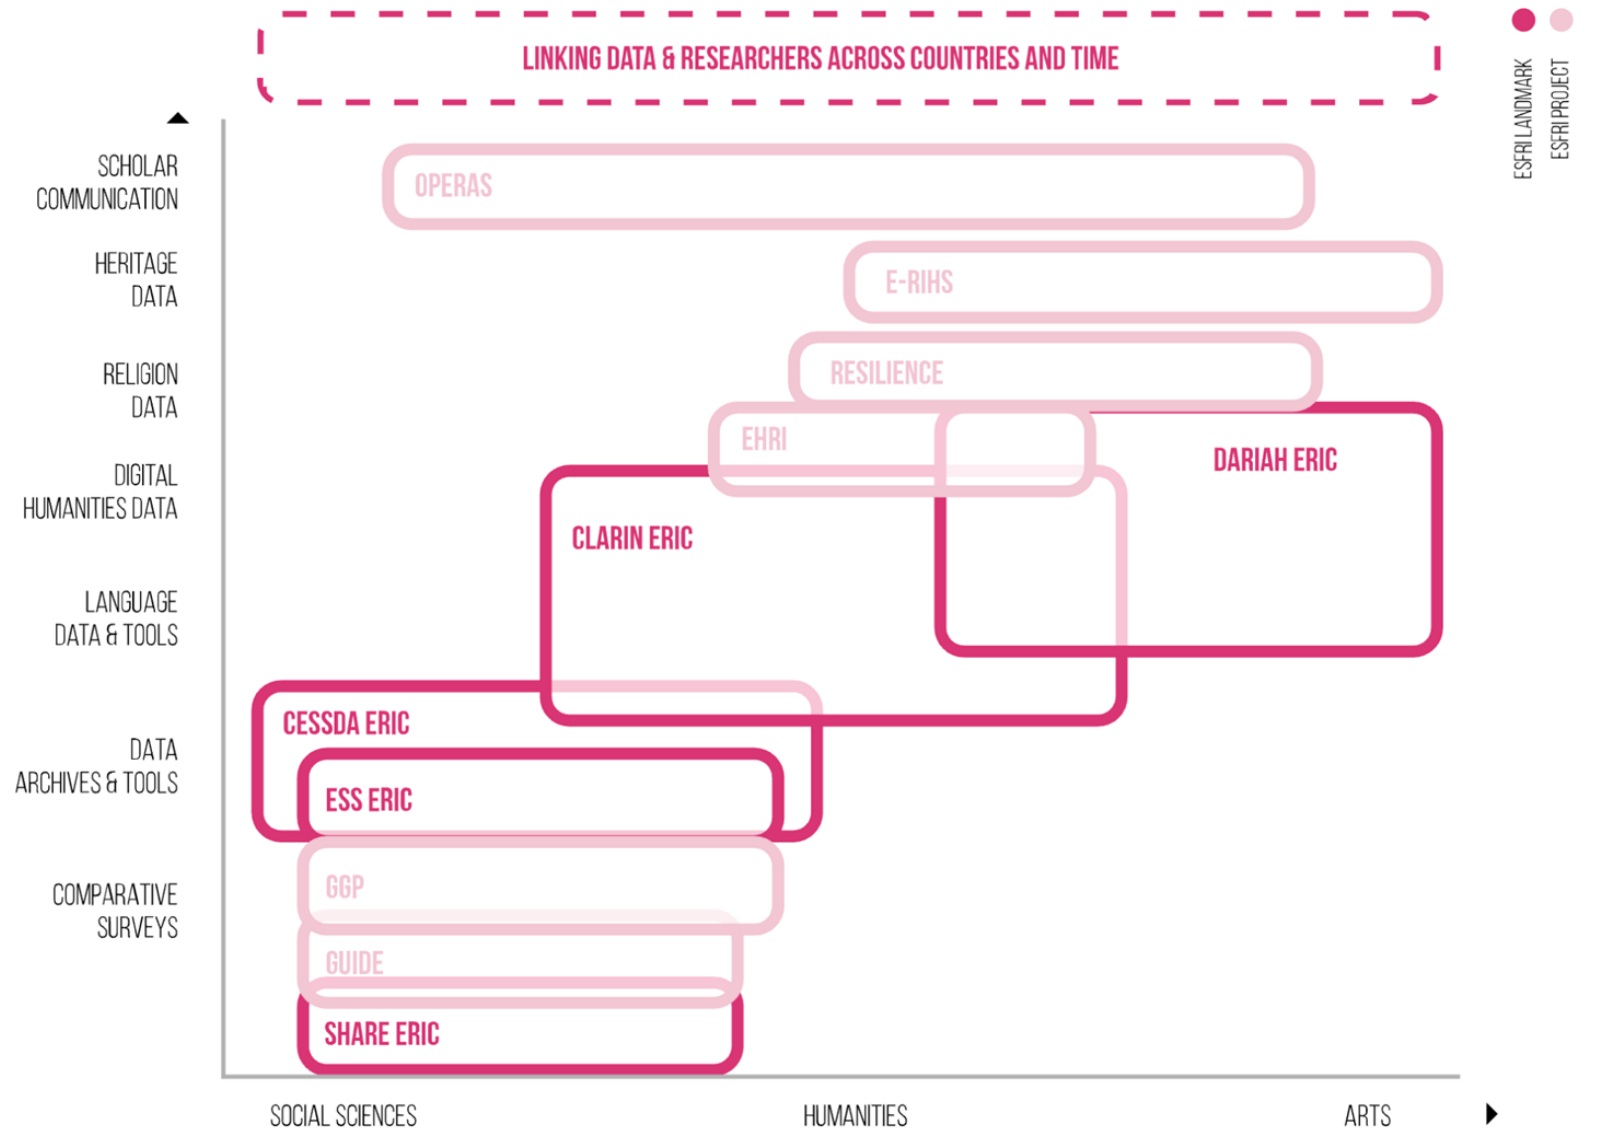 LINKING DATA & RESEARCHERS ACROSS COUNTRIES AND TIME
ESFRI LANDMARK
ESFRI PROJECT
SCHOLAR
COMMUNICATION
OPERAS
HERITAGE
DATA
E-RIHS
RELIGION
DATA
RESILIENCE
EHRI
DARIAH ERIC
DIGITAL
HUMANITIES DATA
CLARIN ERIC
LANGUAGE
DATA & TOOLS
CESSDA ERIC
DATA
ARCHIVES & TOOLS
ESS ERIC
GGP
COMPARATIVE
SURVEYS
GUIDE
SHARE ERIC
SOCIAL SCIENCES
HUMANITIES
ARTS